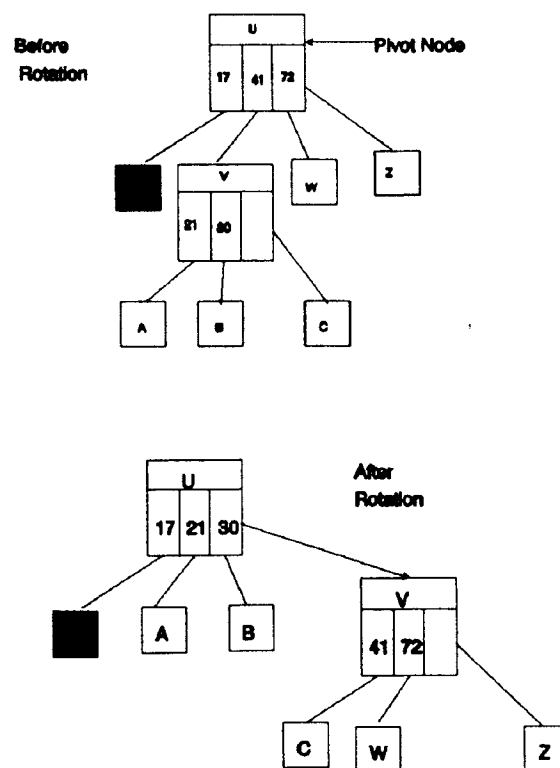 Before
Rotation
U
Pivot Node
17 41 72
V
W
Z
21 30
A
B
C
After
Rotation
U
17 21 30
V
A
B
41 72
C
W
Z